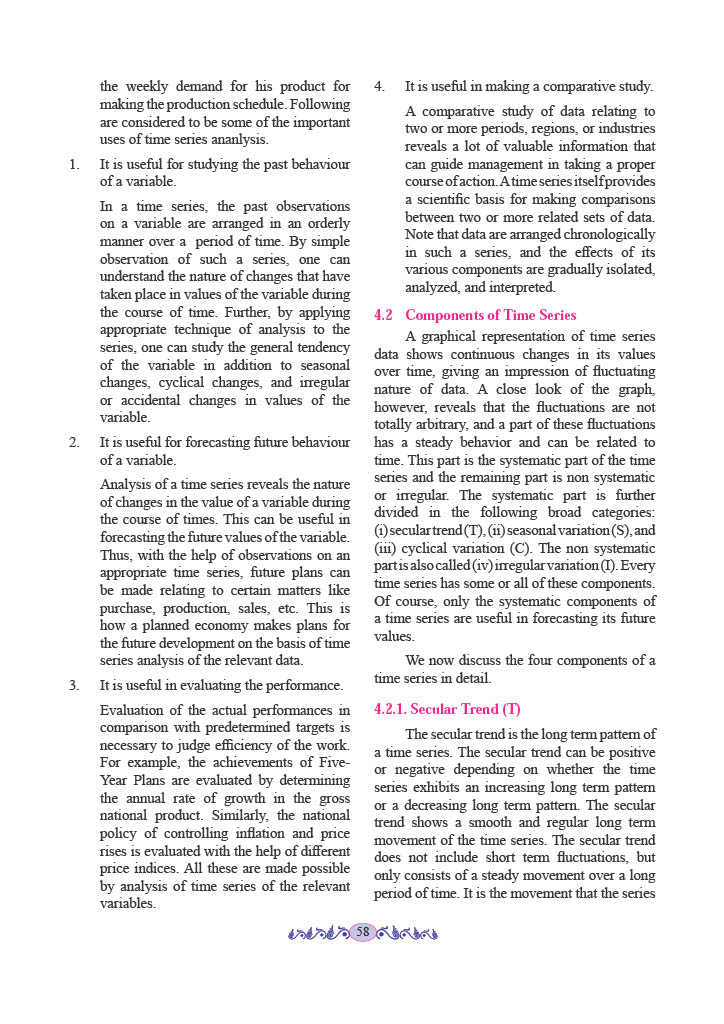 the weekly demand for his product for
making the production schedule. Following
are considered to be some of the important
uses of time series ananlysis.
1. It is useful for studying the past behaviour
of a variable.
In a time series, the past observations
on a variable are arranged in an orderly
manner over a period of time. By simple
observation of such a series, one can
understand the nature of changes that have
taken place in values of the variable during
the course of time. Further, by applying
appropriate technique of analysis to the
series, one can study the general tendency
of the variable in addition to seasonal
changes, cyclical changes, and irregular
or accidental changes in values of the
variable.
2. It is useful for forecasting future behaviour
of a variable.
Analysis of a time series reveals the nature
of changes in the value of a variable during
the course of times. This can be useful in
forecasting the future values of the variable.
Thus, with the help of observations on an
appropriate time series, future plans can
be made relating to certain matters like
purchase, production, sales, etc. This is
how a planned economy makes plans for
the future development on the basis of time
series analysis of the relevant data.
3. It is useful in evaluating the performance.
Evaluation of the actual performances in
comparison with predetermined targets is
necessary to judge efficiency of the work.
For example, the achievements of Five-
Year Plans are evaluated by determining
the annual rate of growth in the gross
national product. Similarly, the national
policy of controlling inflation and price
rises is evaluated with the help of different
price indices. All these are made possible
by analysis of time series of the relevant
variables.
4. It is useful in making a comparative study.
A comparative study of data relating to
two or more periods, regions, or industries
reveals a lot of valuable information that
can guide management in taking a proper
course of action. A time series itself provides
a scientific basis for making comparisons
between two or more related sets of data.
Note that data are arranged chronologically
in such a series, and the effects of its
various components are gradually isolated,
analyzed, and interpreted.
4.2 Components of Time Series
A graphical representation of time series
data shows continuous changes in its values
over time, giving an impression of fluctuating
nature of data. A close look of the graph,
however, reveals that the fluctuations are not
totally arbitrary, and a part of these fluctuations
has a steady behavior and can be related to
time. This part is the systematic part of the time
series and the remaining part is non systematic
or irregular. The systematic part is further
divided in the following broad categories:
(i) secular trend (T), (ii) seasonal variation (S), and
(iii) cyclical variation (C). The non systematic
part is also called (iv) irregular variation (I). Every
time series has some or all of these components.
Of course, only the systematic components of
a time series are useful in forecasting its future
values.
We now discuss the four components of a
time series in detail.
4.2.1. Secular Trend (T)
The secular trend is the long term pattern of
a time series. The secular trend can be positive
or negative depending on whether the time
series exhibits an increasing long term pattern
or a decreasing long term pattern. The secular
trend shows a smooth and regular long term
movement of the time series. The secular trend
does not include short term fluctuations, but
only consists of a steady movement over a long
period of time. It is the movement that the series
58